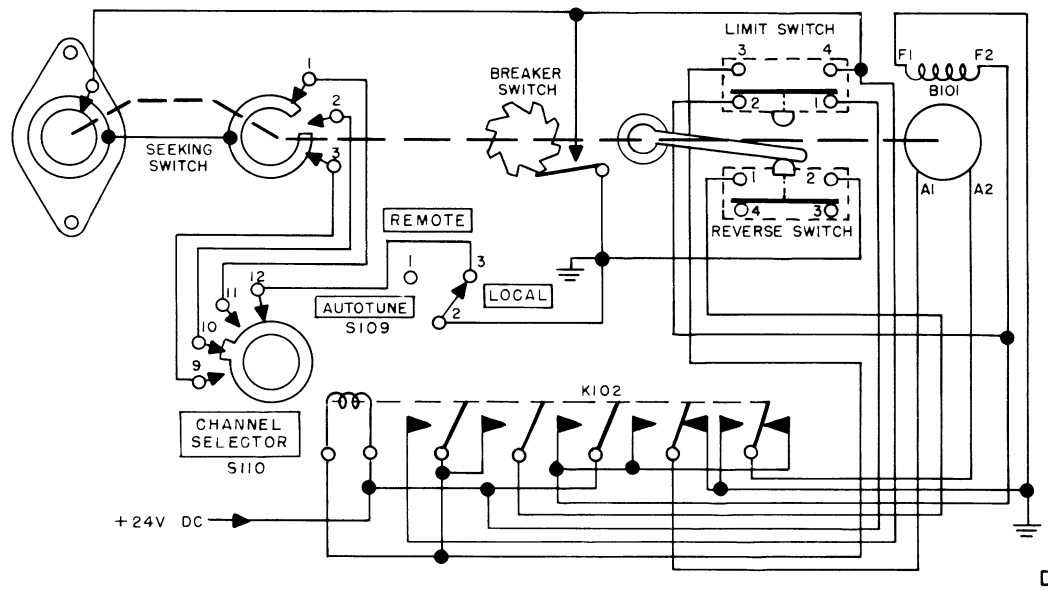 LIMIT SWITCH
3 4
F1 F2
B101
1
BREAKER
SWITCH
2
2 1
SEEKING
SWITCH
3
1 2
A1 A2
4 3
REVERSE SWITCH
REMOTE
1 3
12
LOCAL
11
AUTOTUNE
S109
2
10
9
K102
CHANNEL
SELECTOR
S110
+24V DC